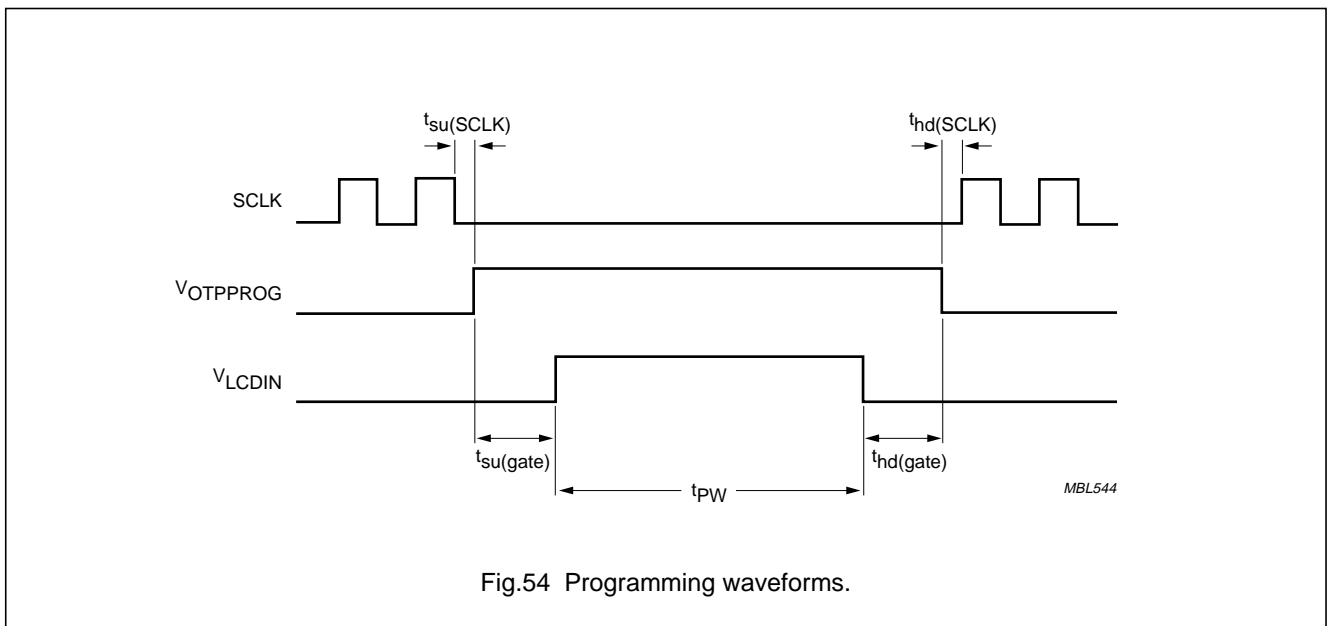 tsu(SCLK)
thd(SCLK)
SCLK
VOTPPROG
VLCDIN
tsu(gate)
thd(gate)
tPW
MBL544
Fig.54 Programming waveforms.